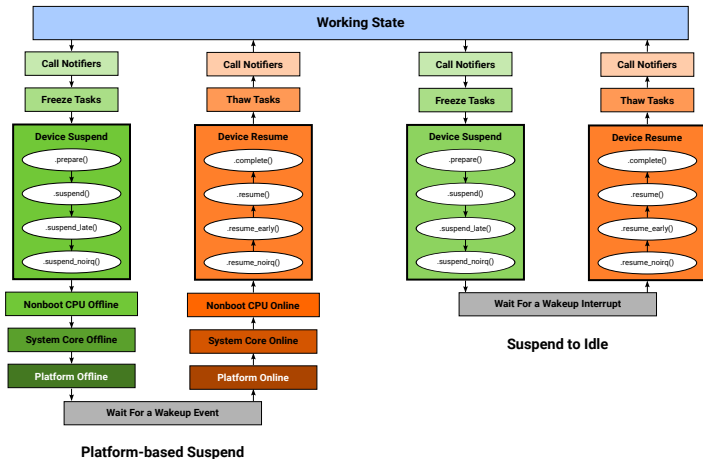 Working State
Call Notifiers
Freeze Tasks
Device Suspend
.prepare()
.suspend()
.suspend_late()
.suspend_noirq()
Nonboot CPU Offline
System Core Offline
Platform Offline
Call Notifiers
Thaw Tasks
Device Resume
.complete()
.resume()
.resume_early()
.resume_noirq()
Nonboot CPU Online
System Core Online
Platform Online
Wait For a Wakeup Event
Platform-based Suspend
Call Notifiers
Freeze Tasks
Device Suspend
.prepare()
.suspend()
.suspend_late()
.suspend_noirq()
Call Notifiers
Thaw Tasks
Device Resume
.complete()
.resume()
.resume_early()
.resume_noirq()
Wait For a Wakeup Interrupt
Suspend to Idle